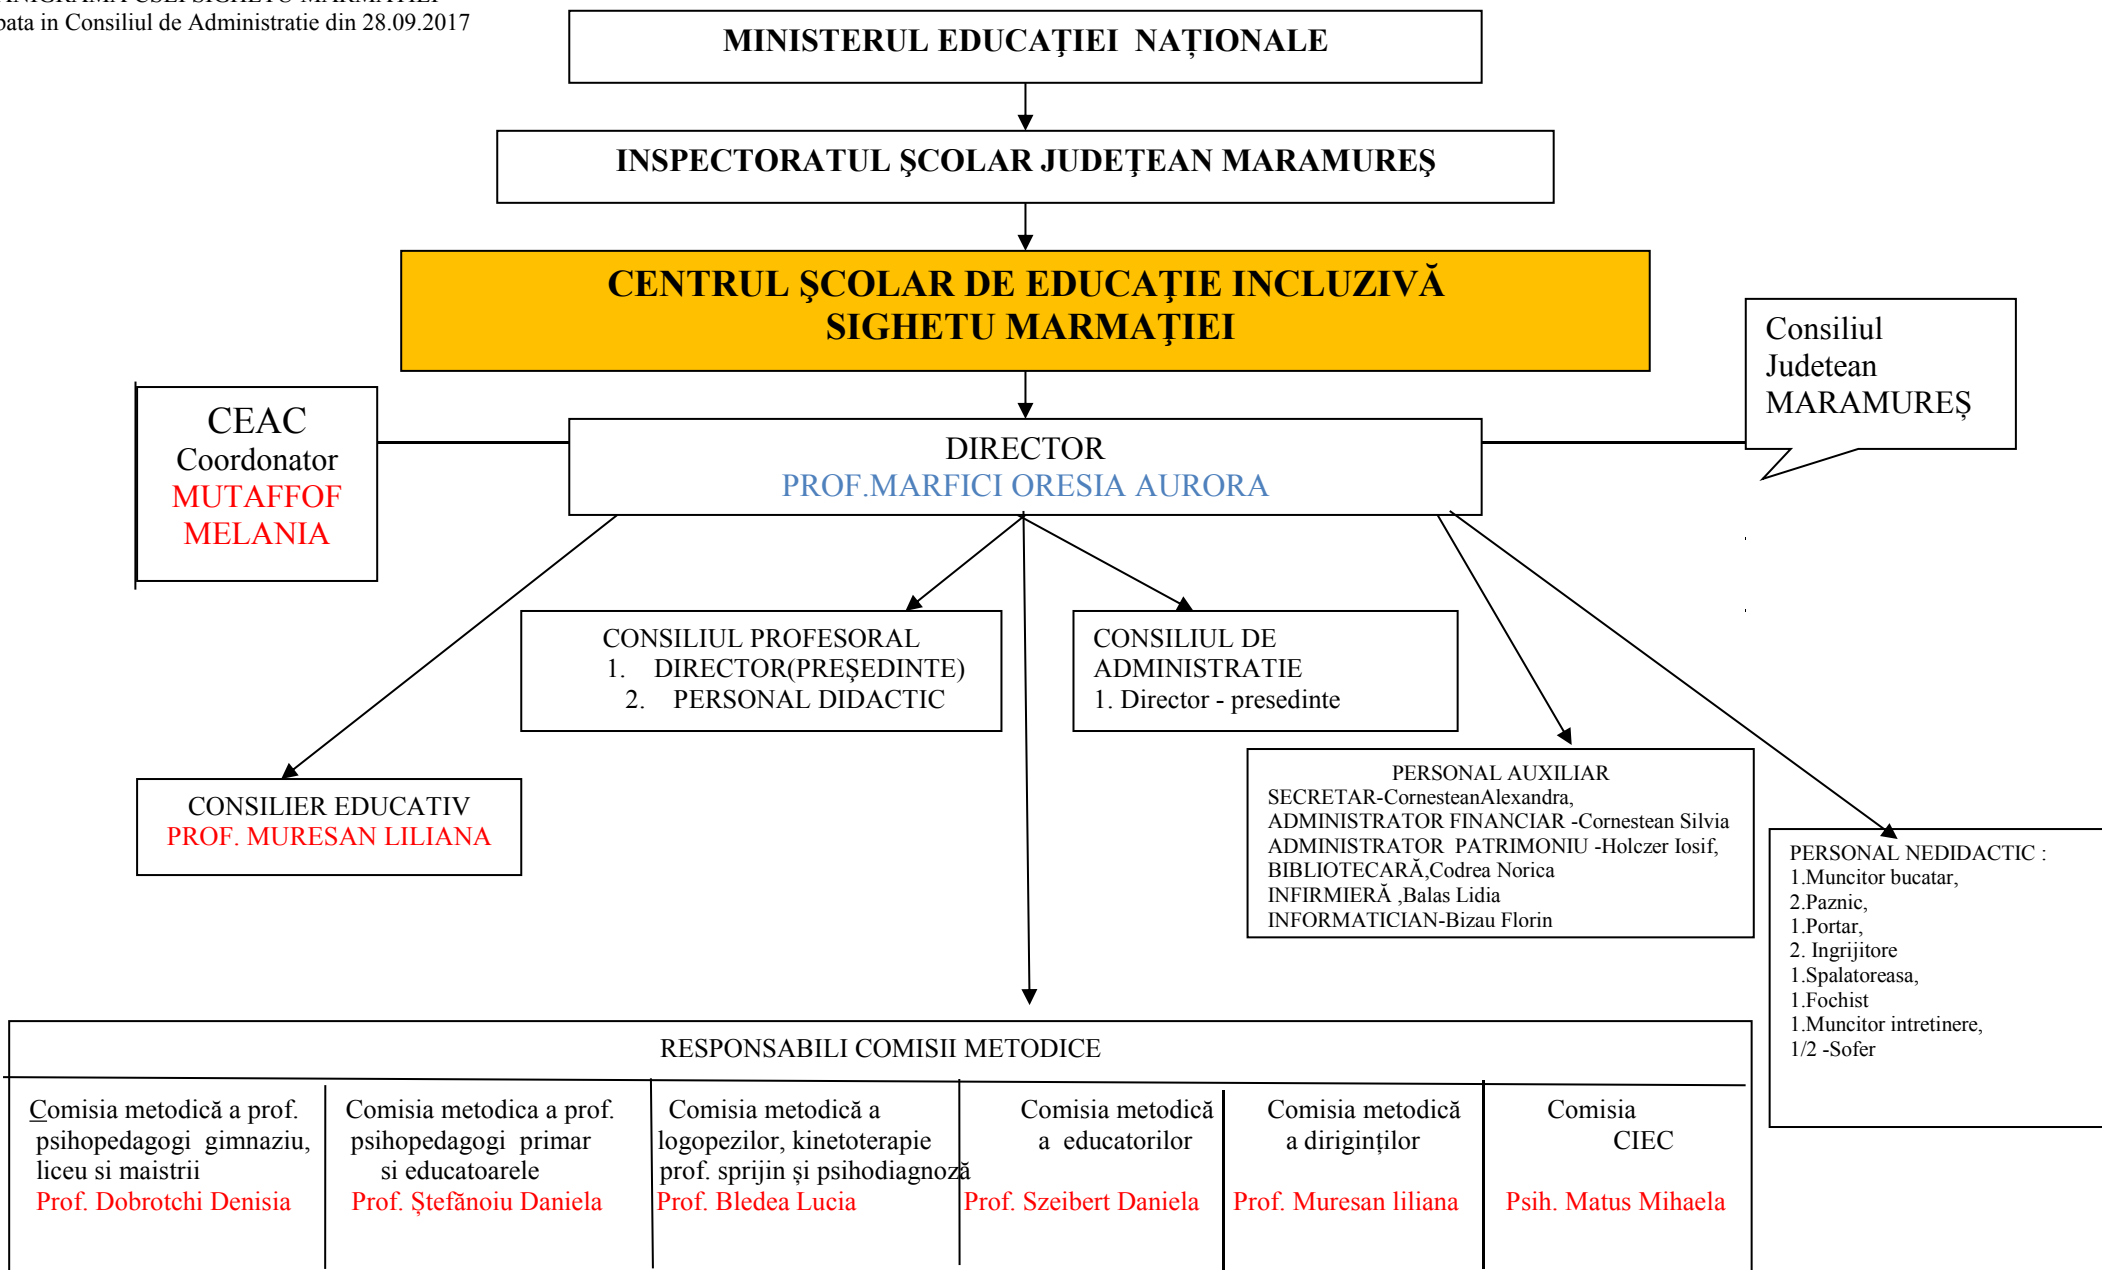 SIGHETU MARMATIEI
in Consiliul de Administratie din 28.09.2017
MINISTERUL EDUCAŢIEI NAȚIONALE
INSPECTORATUL ŞCOLAR JUDEŢEAN MARAMUREŞ
CENTRUL ŞCOLAR DE EDUCAŢIE INCLUZIVĂ
SIGHETU MARMAŢIEI
Consiliul
Judetean
MARAMUREȘ
CEAC
Coordonator
MUTAFFOF
MELANIA
DIRECTOR
PROF.MARFICI ORESIA AURORA
CONSILIUL PROFESORAL
1. DIRECTOR(PREŞEDINTE)
2. PERSONAL DIDACTIC
CONSILIUL DE
ADMINISTRATIE
1. Director - presedinte
CONSILIER EDUCATIV
PROF. MURESAN LILIANA
PERSONAL AUXILIAR
SECRETAR-CornesteanAlexandra,
ADMINISTRATOR FINANCIAR -Cornestean Silvia
ADMINISTRATOR PATRIMONIU -Holczer Iosif,
BIBLIOTECARĂ,Codrea Norica
INFIRMIERĂ ,Balas Lidia
INFORMATICIAN-Bizau Florin
PERSONAL NEDIDACTIC :
1.Muncitor bucatar,
2.Paznic,
1.Portar,
2. Ingrijitore
1.Spalatoreasa,
1.Fochist
1.Muncitor intretinere,
1/2 -Sofer
RESPONSABILI COMISII METODICE
Comisia metodică a prof.
psihopedagogi gimnaziu,
liceu si maistrii
Prof. Dobrotchi Denisia
Comisia metodica a prof.
psihopedagogi primar
si educatoarele
Prof. Ștefănoiu Daniela
Comisia metodică a
logopezilor, kinetoterapie
prof. sprijin și psihodiagnoză
Prof. Bledea Lucia
Comisia metodică
a educatorilor
Prof. Szeibert Daniela
Comisia metodică
a diriginților
Prof. Muresan liliana
Comisia
CIEC
Psih. Matus Mihaela